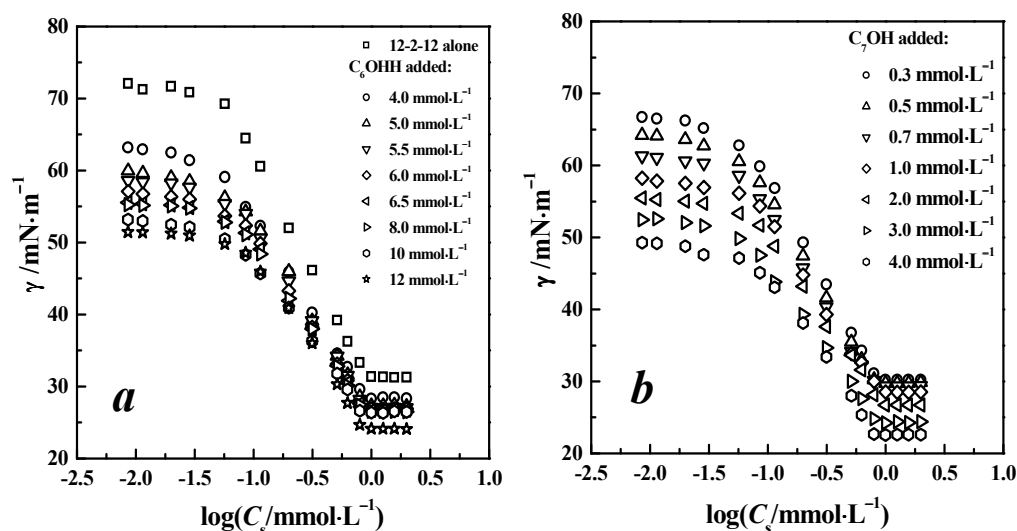 80
70
60
50
40
30
20
γ /mN·m⁻¹
12-2-12 alone
C₆OHH added:
4.0 mmol·L⁻¹
5.0 mmol·L⁻¹
5.5 mmol·L⁻¹
6.0 mmol·L⁻¹
6.5 mmol·L⁻¹
8.0 mmol·L⁻¹
10 mmol·L⁻¹
12 mmol·L⁻¹
a
-2.5 -2.0 -1.5 -1.0 -0.5 0.0 0.5 1.0
log(Cₛ/mmol·L⁻¹)
80
70
60
50
40
30
20
γ /mN·m⁻¹
C₇OH added:
0.3 mmol·L⁻¹
0.5 mmol·L⁻¹
0.7 mmol·L⁻¹
1.0 mmol·L⁻¹
2.0 mmol·L⁻¹
3.0 mmol·L⁻¹
4.0 mmol·L⁻¹
b
-2.5 -2.0 -1.5 -1.0 -0.5 0.0 0.5 1.0
log(Cₛ/mmol·L⁻¹)